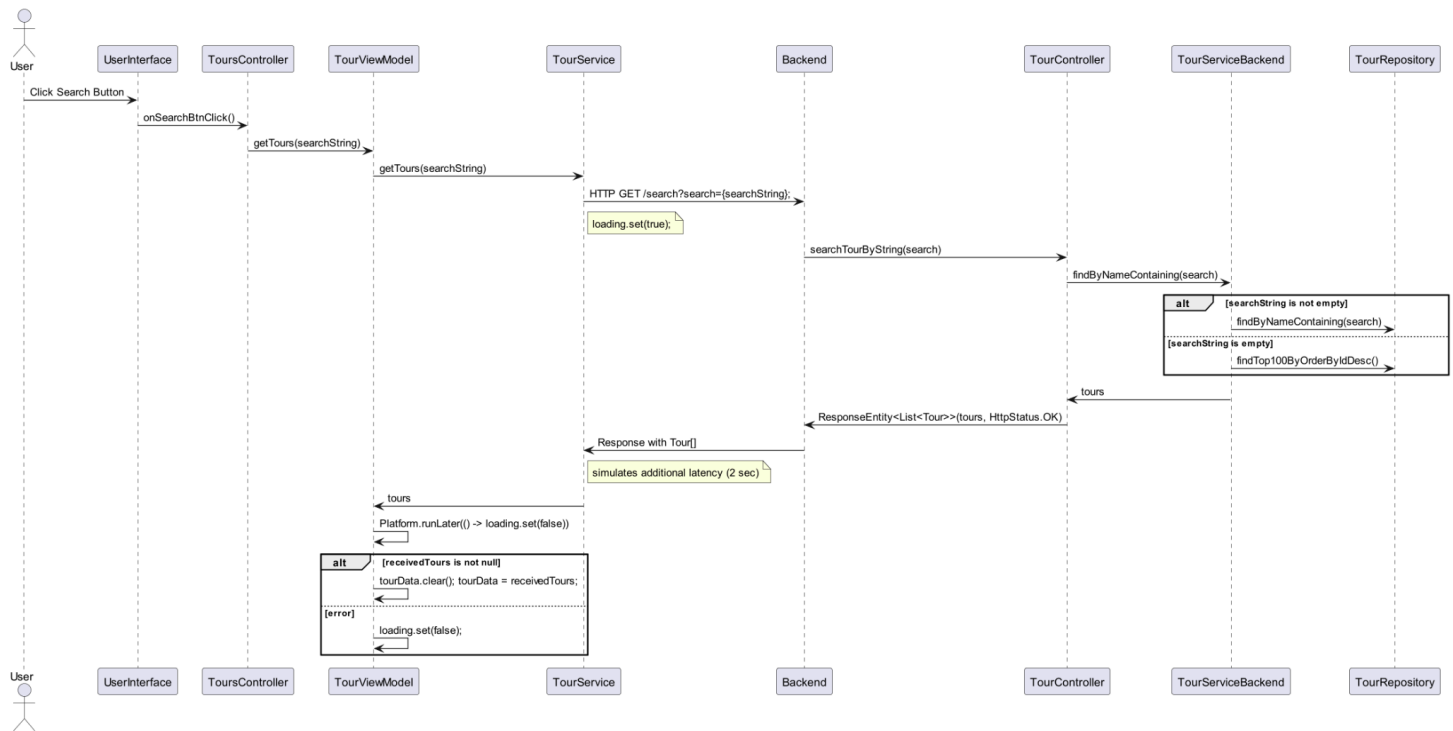 User
UserInterface
ToursController
TourViewModel
TourService
Backend
TourController
TourServiceBackend
TourRepository
Click Search Button
onSearchBtnClick()
getTours(searchString)
getTours(searchString)
HTTP GET /search?search={searchString};
loading.set(true);
searchTourByString(search)
findByNameContaining(search)
alt
[searchString is not empty]
findByNameContaining(search)
[searchString is empty]
findTop100ByOrderByIdDesc()
tours
ResponseEntity<List<Tour>>(tours, HttpStatus.OK)
Response with Tour[]
simulates additional latency (2 sec)
tours
Platform.runLater(() -> loading.set(false))
alt
[receivedTours is not null]
tourData.clear(); tourData = receivedTours;
[error]
loading.set(false);
User
UserInterface
ToursController
TourViewModel
TourService
Backend
TourController
TourServiceBackend
TourRepository